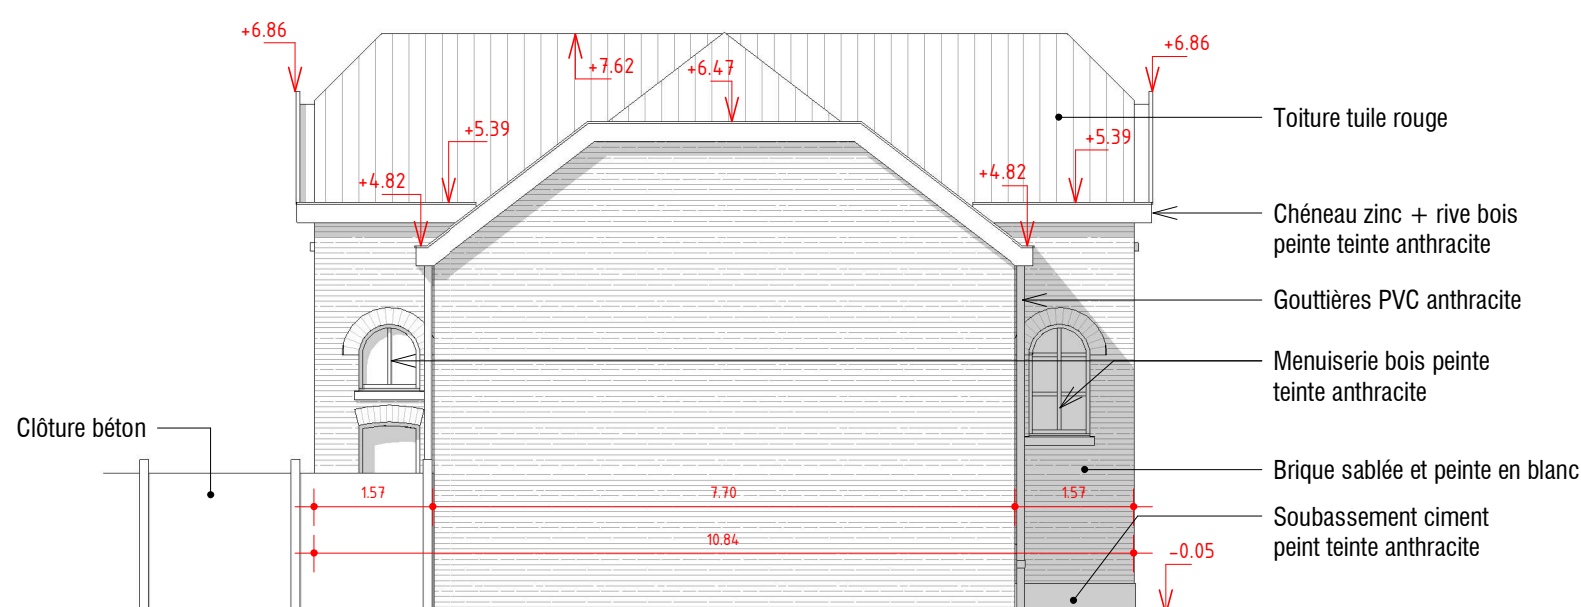 +6.86
+7.62
+6.47
+6.86
+5.39
+5.39
+4.82
+4.82
Toiture tuile rouge
Chéneau zinc + rive bois
peinte teinte anthracite
Gouttières PVC anthracite
Menuiserie bois peinte
teinte anthracite
Clôture béton
Brique sablée et peinte en blanc
1.57
7.70
1.57
Soubassement ciment
peint teinte anthracite
10.84
-0.05